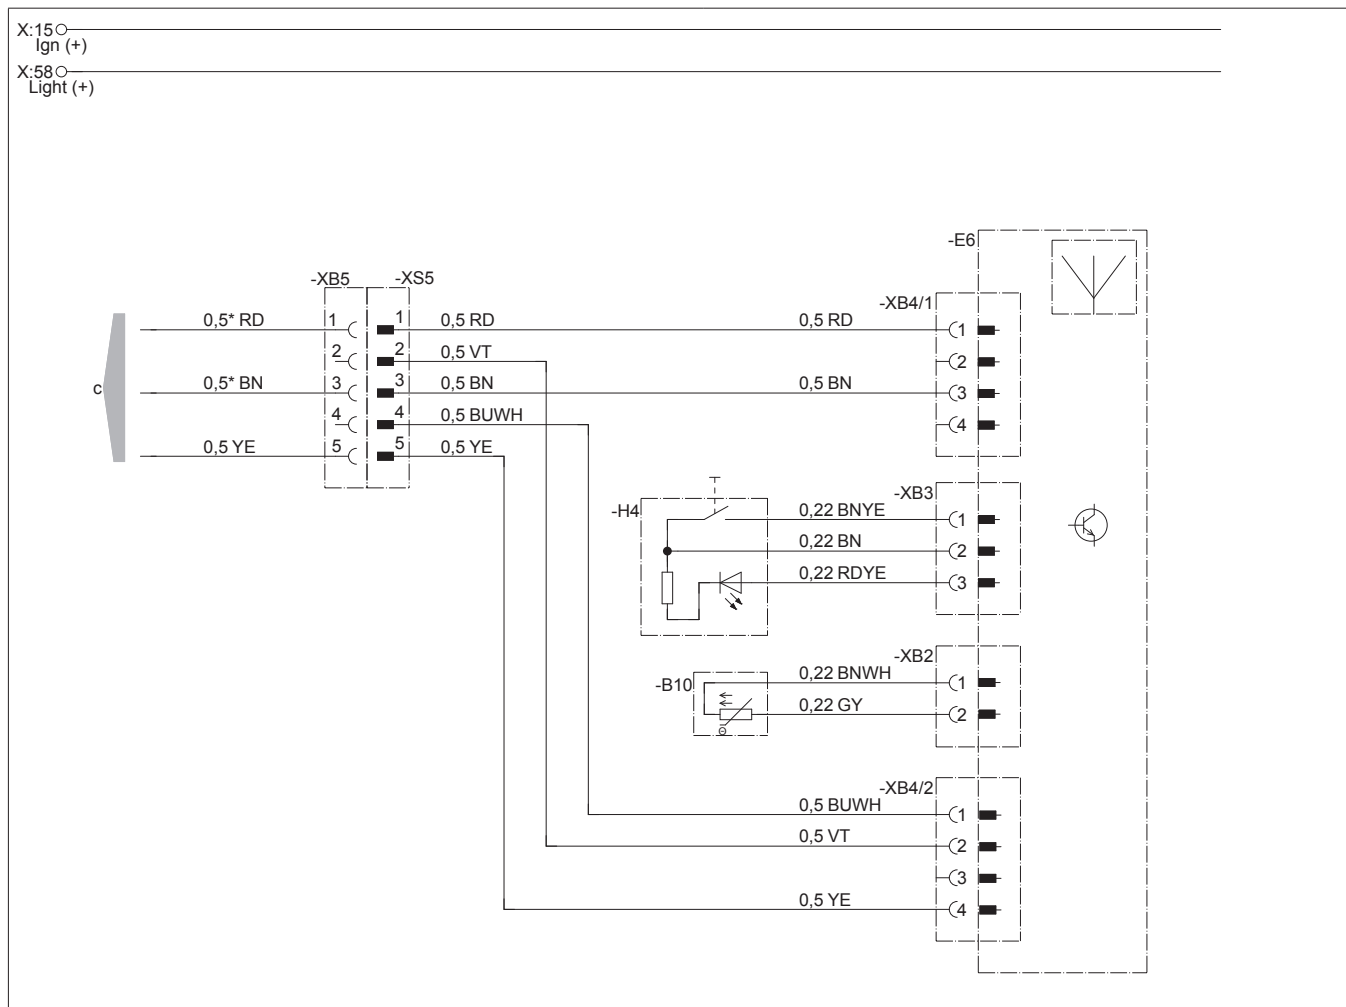 X:15
Ign (+)
X:58
Light (+)
-E6
-XB5 -XS5
-XB4/1
0,5* RD 1 1 0,5 RD 0,5 RD 1
2 2 0,5 VT 2
c 0,5* BN 3 3 0,5 BN 0,5 BN 3
4 4 0,5 BUWH 4
0,5 YE 5 5 0,5 YE
-XB3
-H4 0,22 BNYE 1
0,22 BN 2
0,22 RDYE 3
-XB2
-B10 0,22 BNWH 1
0,22 GY 2
-XB4/2
0,5 BUWH 1
0,5 VT 2
3
0,5 YE 4